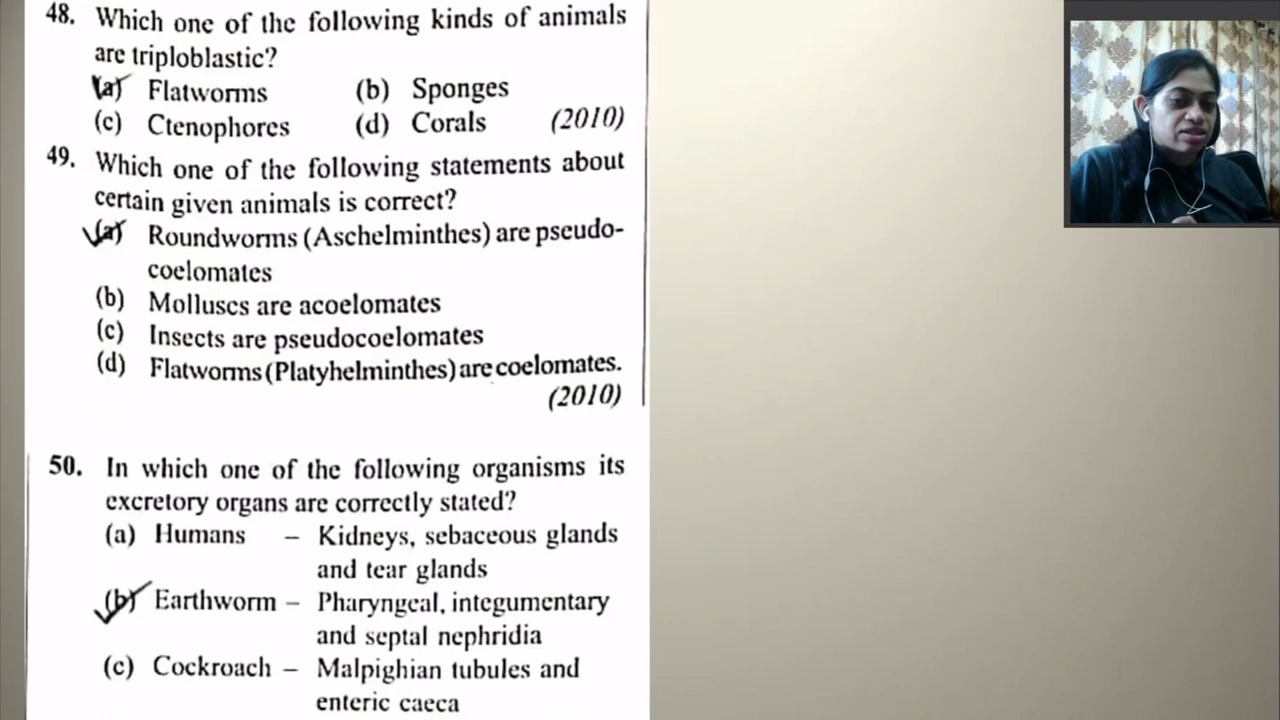 48. Which one of the following kinds of animals
are triploblastic?
(a) Flatworms (b) Sponges
(c) Ctenophores (d) Corals (2010)
49. Which one of the following statements about
certain given animals is correct?
(a) Roundworms (Aschelminthes) are pseudo-
coelomates
(b) Molluscs are acoelomates
(c) Insects are pseudocoelomates
(d) Flatworms (Platyhelminthes) are coelomates.
(2010)
50. In which one of the following organisms its
excretory organs are correctly stated?
(a) Humans – Kidneys, sebaceous glands
and tear glands
(b) Earthworm – Pharyngeal, integumentary
and septal nephridia
(c) Cockroach – Malpighian tubules and
enteric caeca